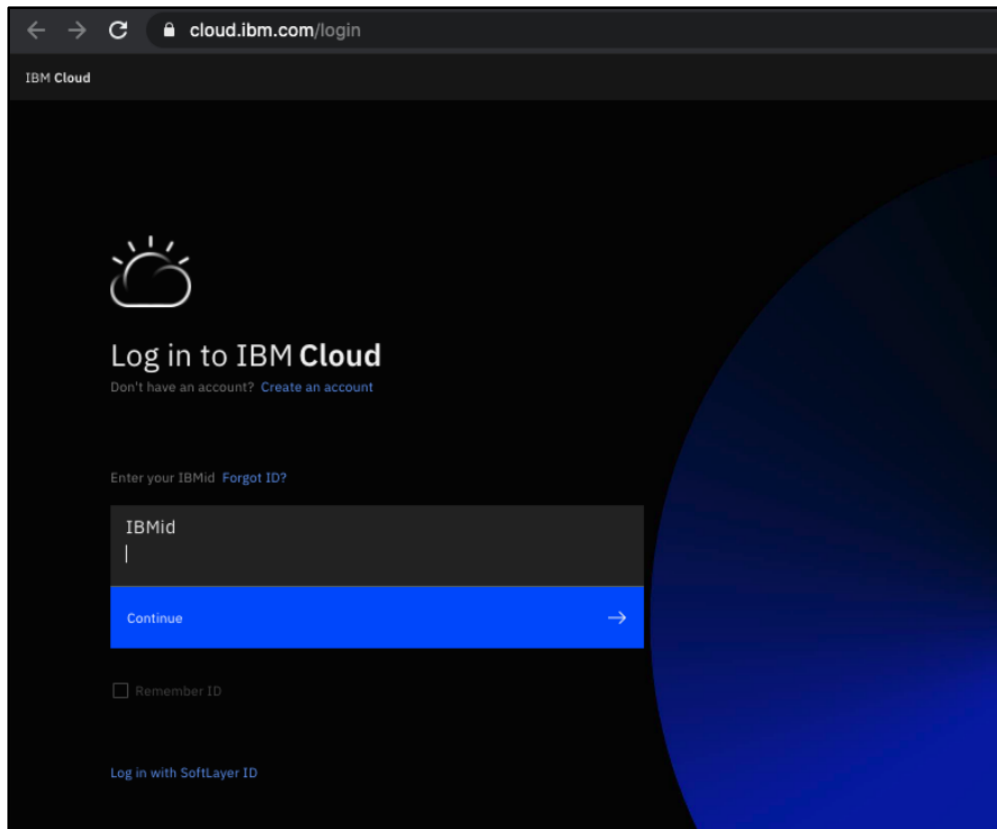 cloud.ibm.com/login
IBM Cloud
Log in to IBM Cloud
Don't have an account? Create an account
Enter your IBMid Forgot ID?
IBMid
Continue
Remember ID
Log in with SoftLayer ID